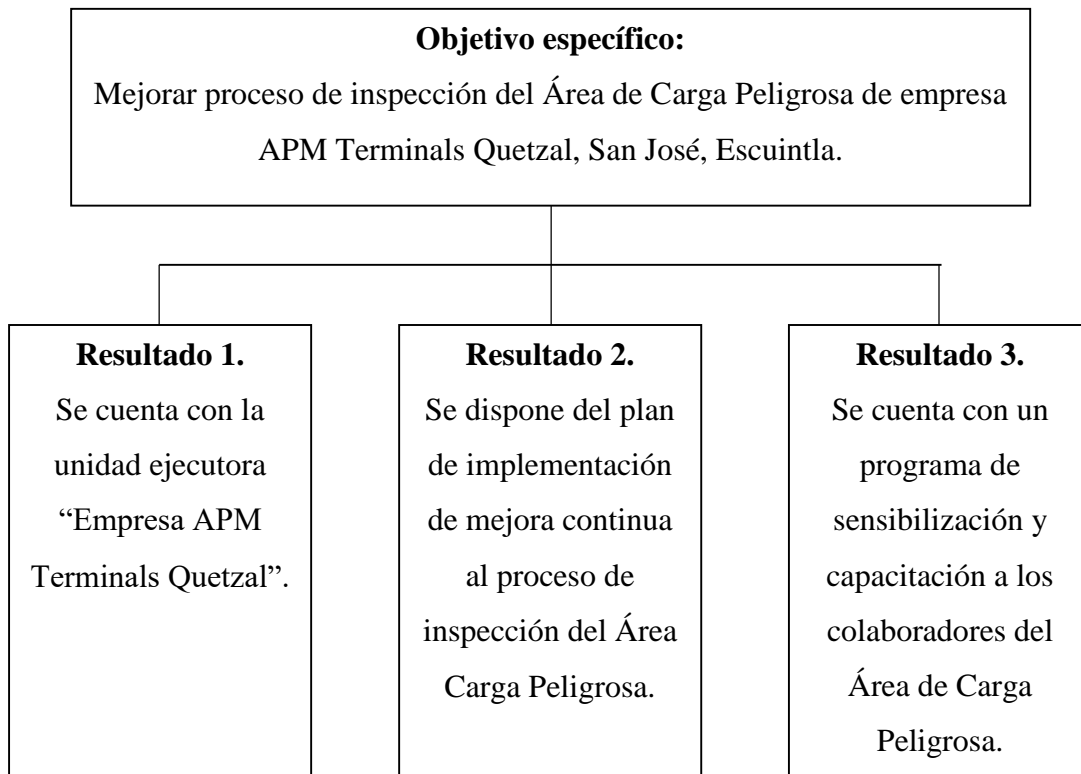 Objetivo específico:
Mejorar proceso de inspección del Área de Carga Peligrosa de empresa
APM Terminals Quetzal, San José, Escuintla.
Resultado 1.
Se cuenta con la
unidad ejecutora
“Empresa APM
Terminals Quetzal”.
Resultado 2.
Se dispone del plan
de implementación
de mejora continua
al proceso de
inspección del Área
Carga Peligrosa.
Resultado 3.
Se cuenta con un
programa de
sensibilización y
capacitación a los
colaboradores del
Área de Carga
Peligrosa.